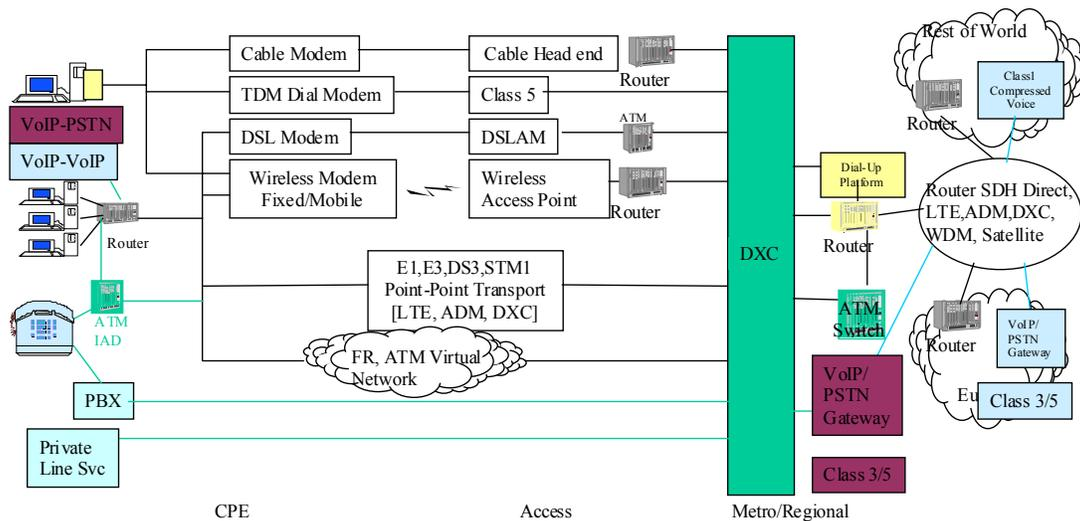 Cable Modem
Cable Head end
Router
Rest of World
Class1
Compressed
Voice
Router
TDM Dial Modem
Class 5
VoIP-PSTN
DSL Modem
DSLAM
ATM
VoIP-VoIP
Wireless Modem
Fixed/Mobile
Wireless
Access Point
Router
Dial-Up
Platform
Router SDH Direct,
LTE,ADM,DXC,
WDM, Satellite
Router
Router
DXC
E1,E3,DS3,STM1
Point-Point Transport
[LTE, ADM, DXC]
ATM
IAD
ATM
Switch
Router
VoIP/
PSTN
Gateway
FR, ATM Virtual
Network
VoIP/
PSTN
Gateway
PBX
Class 3/5
Private
Line Svc
Class 3/5
CPE
Access
Metro/Regional